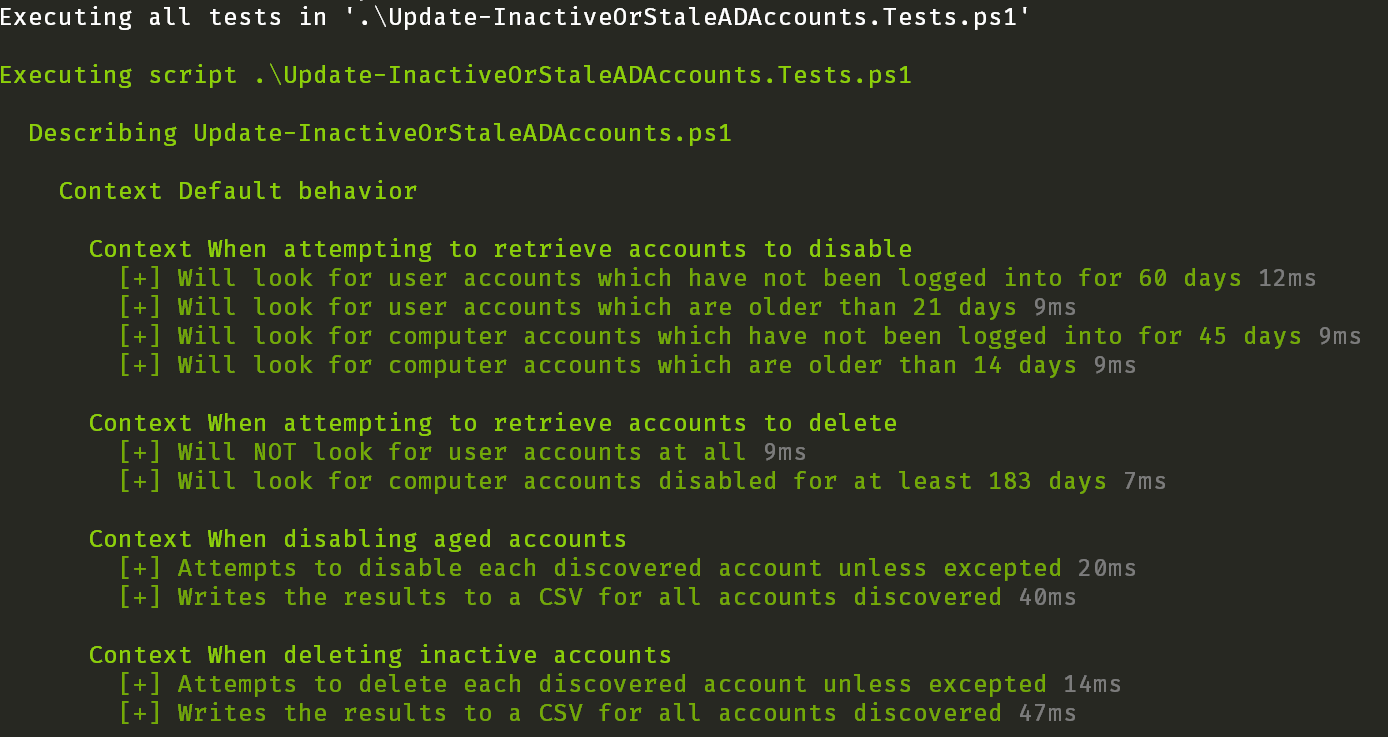 Executing all tests in '.\Update-InactiveOrStaleADAccounts.Tests.ps1'
Executing script .\Update-InactiveOrStaleADAccounts.Tests.ps1
Describing Update-InactiveOrStaleADAccounts.ps1
Context Default behavior
Context When attempting to retrieve accounts to disable
[+] Will look for user accounts which have not been logged into for 60 days 12ms
[+] Will look for user accounts which are older than 21 days 9ms
[+] Will look for computer accounts which have not been logged into for 45 days 9ms
[+] Will look for computer accounts which are older than 14 days 9ms
Context When attempting to retrieve accounts to delete
[+] Will NOT look for user accounts at all 9ms
[+] Will look for computer accounts disabled for at least 183 days 7ms
Context When disabling aged accounts
[+] Attempts to disable each discovered account unless excepted 20ms
[+] Writes the results to a CSV for all accounts discovered 40ms
Context When deleting inactive accounts
[+] Attempts to delete each discovered account unless excepted 14ms
[+] Writes the results to a CSV for all accounts discovered 47ms